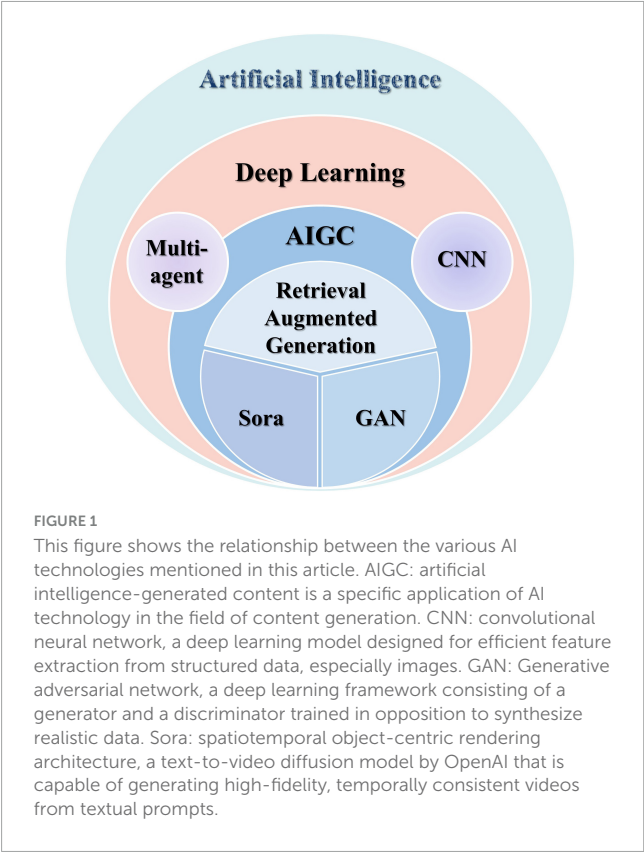 Artificial Intelligence
Deep Learning
AIGC
Multi-
agent
CNN
Retrieval
Augmented
Generation
Sora
GAN
FIGURE 1
This figure shows the relationship between the various AI
technologies mentioned in this article. AIGC: artificial
intelligence-generated content is a specific application of AI
technology in the field of content generation. CNN: convolutional
neural network, a deep learning model designed for efficient feature
extraction from structured data, especially images. GAN: Generative
adversarial network, a deep learning framework consisting of a
generator and a discriminator trained in opposition to synthesize
realistic data. Sora: spatiotemporal object-centric rendering
architecture, a text-to-video diffusion model by OpenAI that is
capable of generating high-fidelity, temporally consistent videos
from textual prompts.